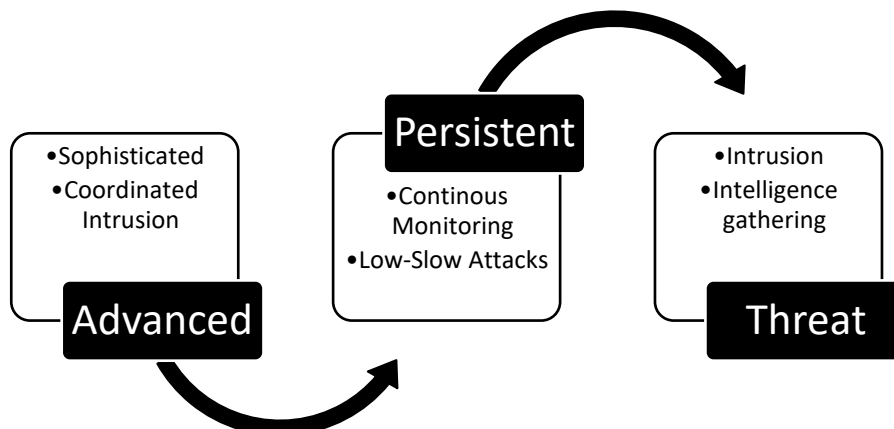 •Sophisticated
•Coordinated
Intrusion
Advanced
Persistent
•Continous
Monitoring
•Low-Slow Attacks
•Intrusion
•Intelligence
gathering
Threat